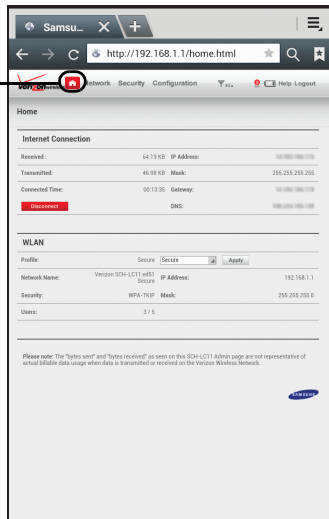 Samsu...
http://192.168.1.1/home.html
verizonwireless Network Security Configuration Help Logout
Home
Internet Connection
Received : 64.19 KB IP Address:
Transmitted: 46.98 KB Mask: 255.255.255.255
Connected Time: 00:13:35 Gateway:
Disconnect DNS:
WLAN
Profile: Secure Secure Apply
Network Name: Verizon SCH-LC11 ed51 Secure IP Address: 192.168.1.1
Security: WPA-TKIP Mask: 255.255.255.0
Users: 3 / 5
Please note: The "bytes sent" and "bytes received" as seen on this SCH-LC11 Admin page are not representative of
actual billable data usage when data is transmitted or received on the Verizon Wireless Network.
SAMSUNG